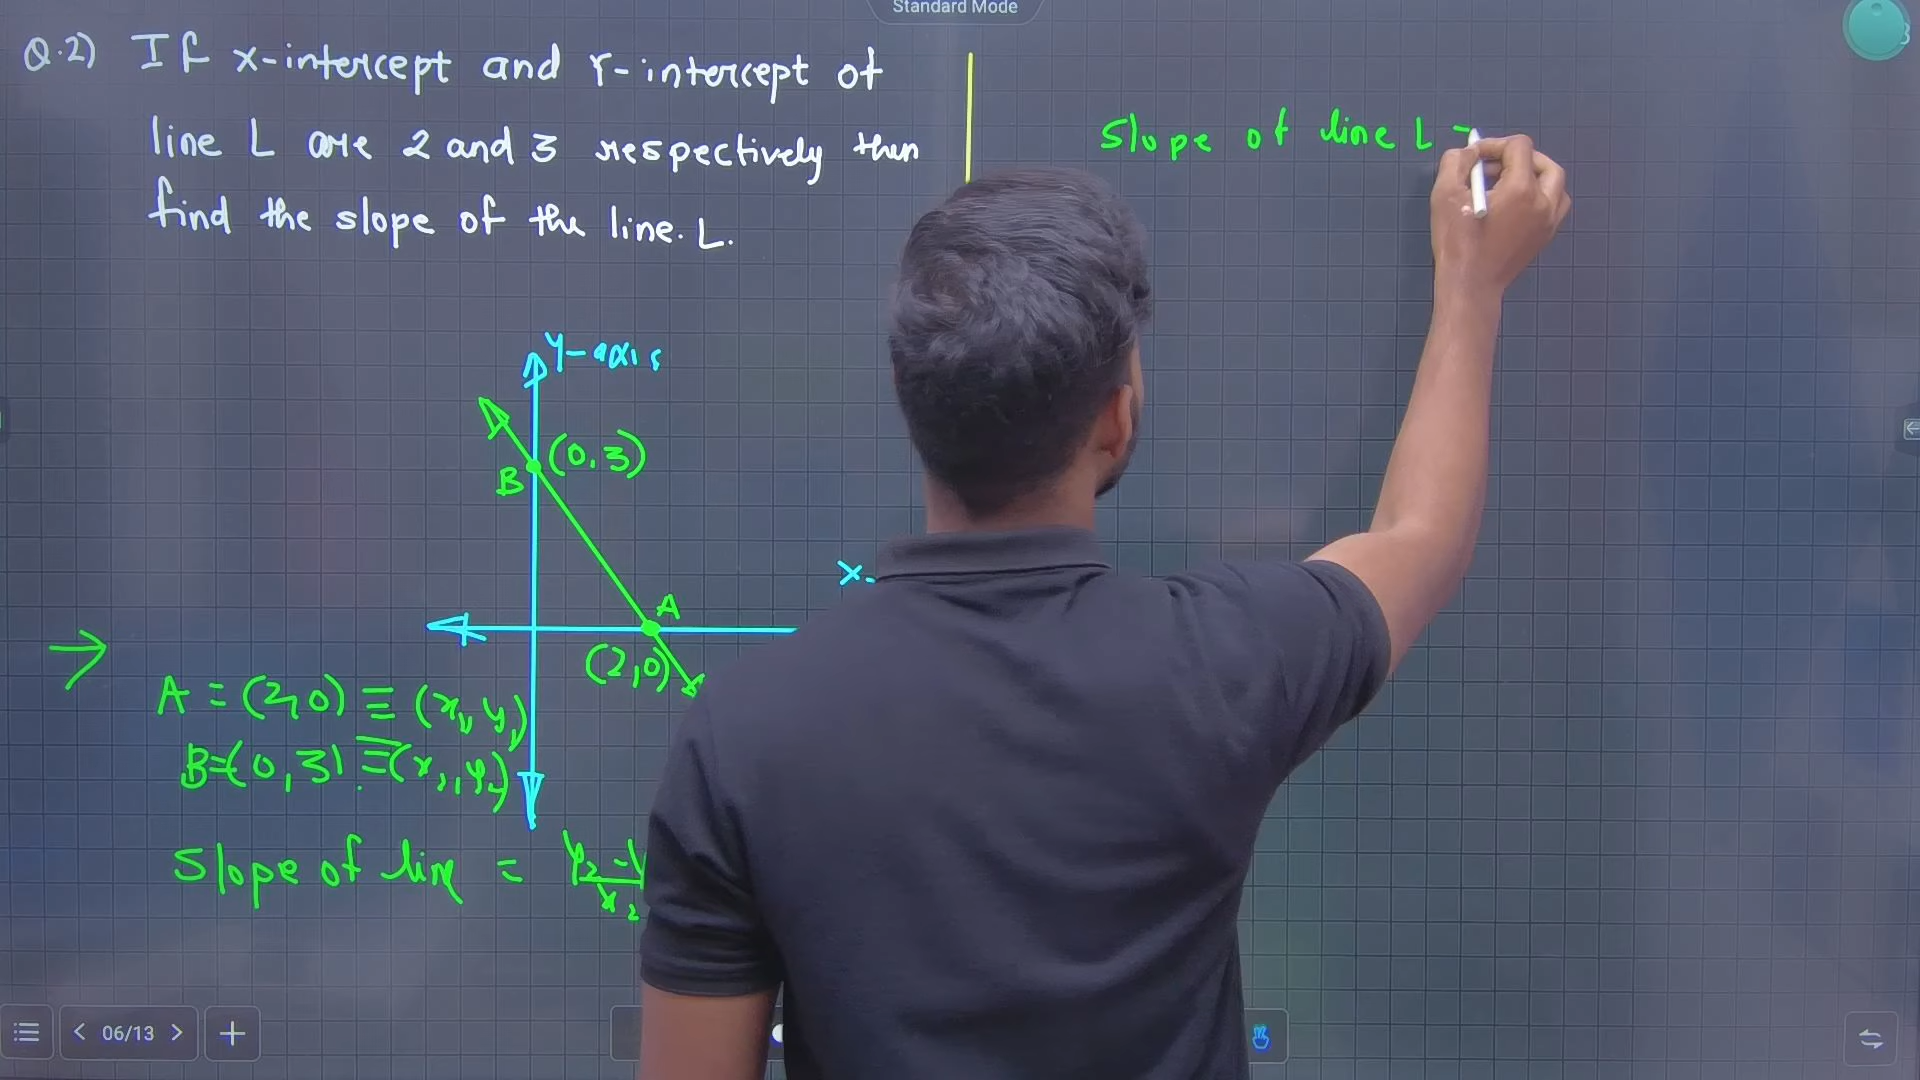 Standard Mode
Q.2) If x-intercept and Y-intercept of
line L are 2 and 3 respectively then
find the slope of the line. L.
Slope of line L =
Y-axis
(0,3)
B
x-
A
(2,0)
A = (2,0) ≡ (x₁, y₁)
B=(0,3) ≡ (x₂, y₂)
Slope of line = y₂ -
x₂
06/13